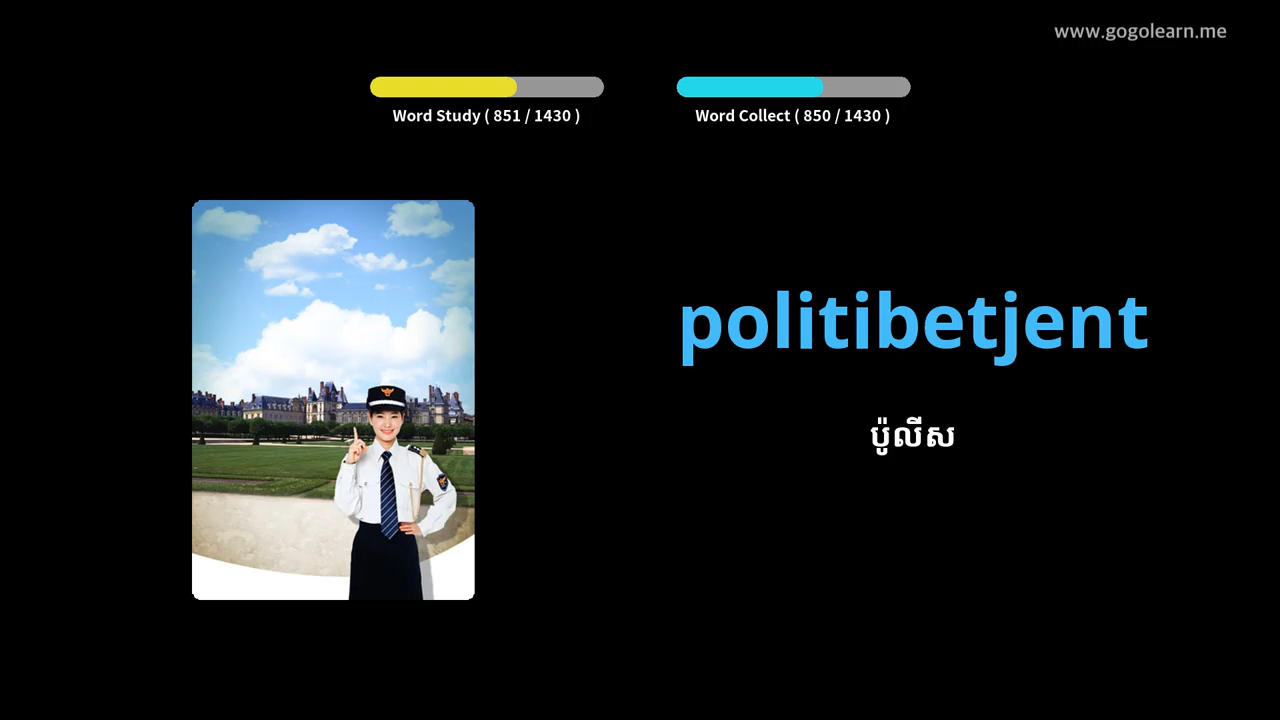 www.gogolearn.me
Word Study ( 851 / 1430 )
Word Collect ( 850 / 1430 )
politibetjent
ប៉ូលីស